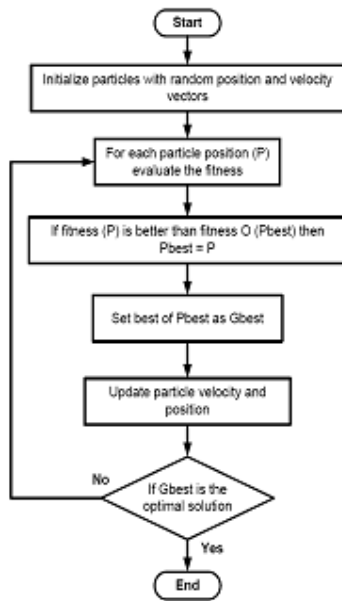 Start
Initialize particles with random position and velocity
vectors
For each particle position (P)
evaluate the fitness
If fitness (P) is better than fitness O (Pbest) then
Pbest = P
Set best of Pbest as Gbest
Update particle velocity and
position
No
If Gbest is the
optimal solution
Yes
End